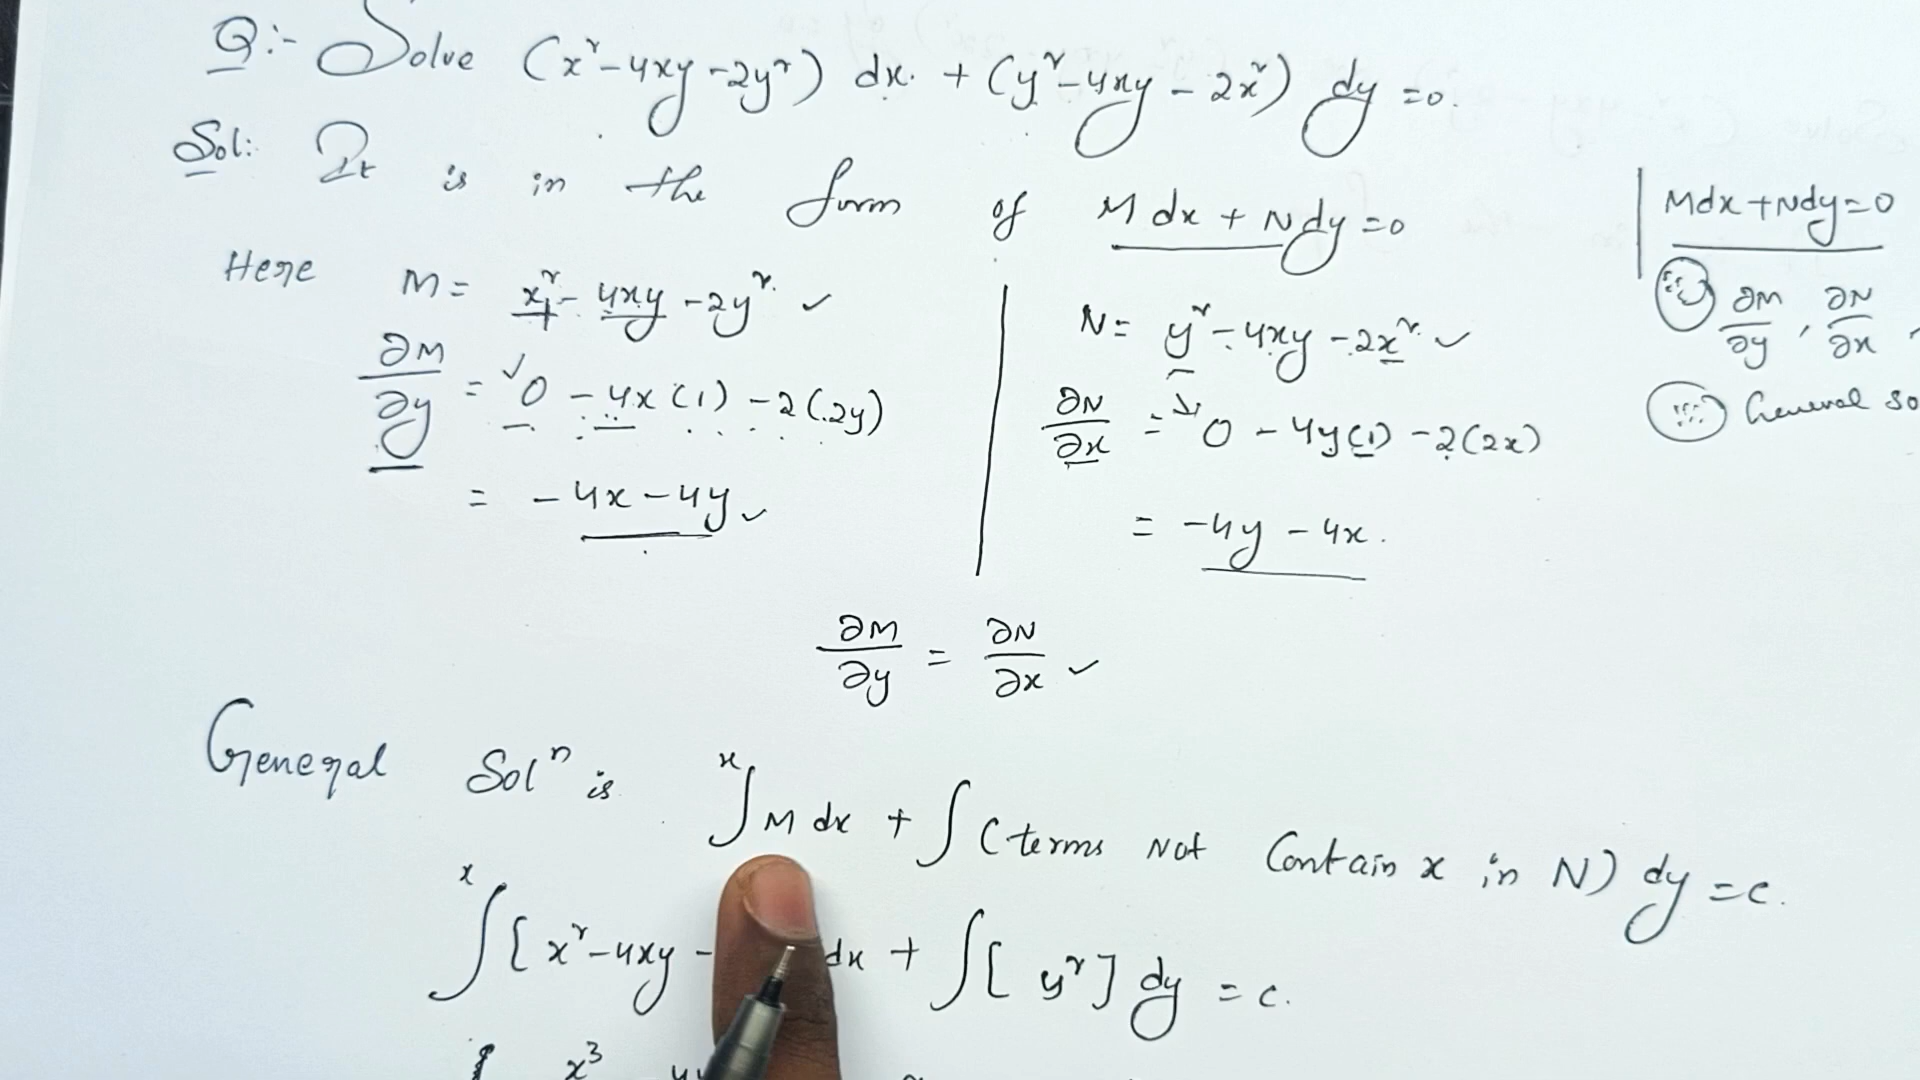 Q:- Solve (x²-4xy-2y²) dx + (y²-4xy-2x²) dy =0.
Sol: It is in the form of Mdx + Ndy =0
Mdx+Ndy=0
Here M= x²-4xy-2y² ✓
N= y²-4xy-2x² ✓
∂M/∂y , ∂N/∂x
∂M/∂y = 0 - 4x(1) - 2(2y)
∂N/∂x = 0 - 4y(1) - 2(2x)
General so
= -4x-4y ✓
= -4y-4x.
∂M/∂y = ∂N/∂x ✓
General Solⁿ is ∫ˣ M dx + ∫ (terms Not Contain x in N) dy = c.
∫ˣ [x²-4xy - dx + ∫ [y²] dy = c.
x³